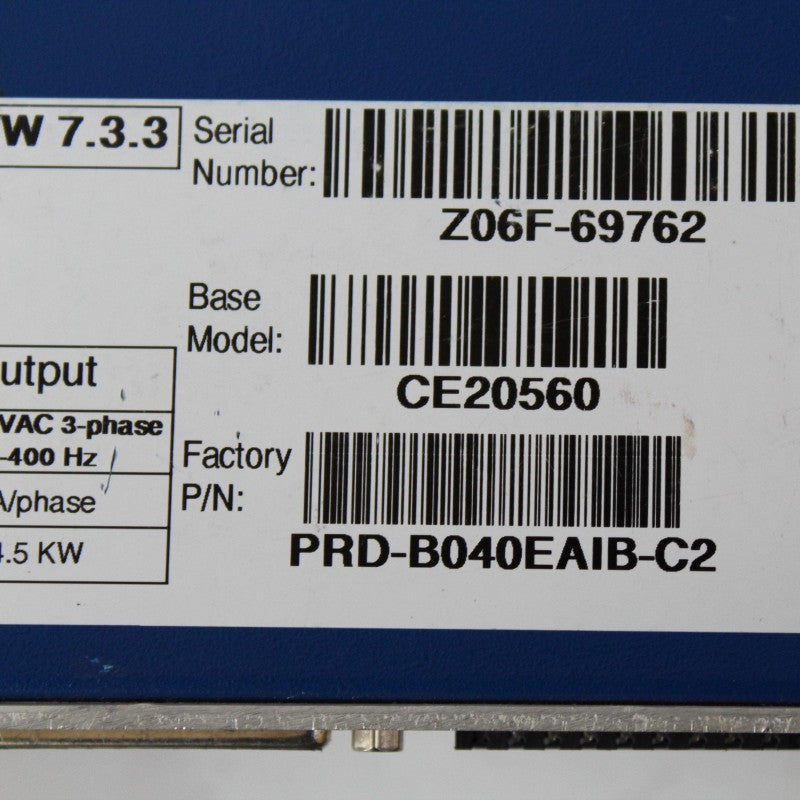 W 7.3.3
Serial
Number:
Z06F-69762
Base
Model:
CE20560
utput
VAC 3-phase
-400 Hz
A/phase
4.5 KW
Factory
P/N:
PRD-B040EAIB-C2